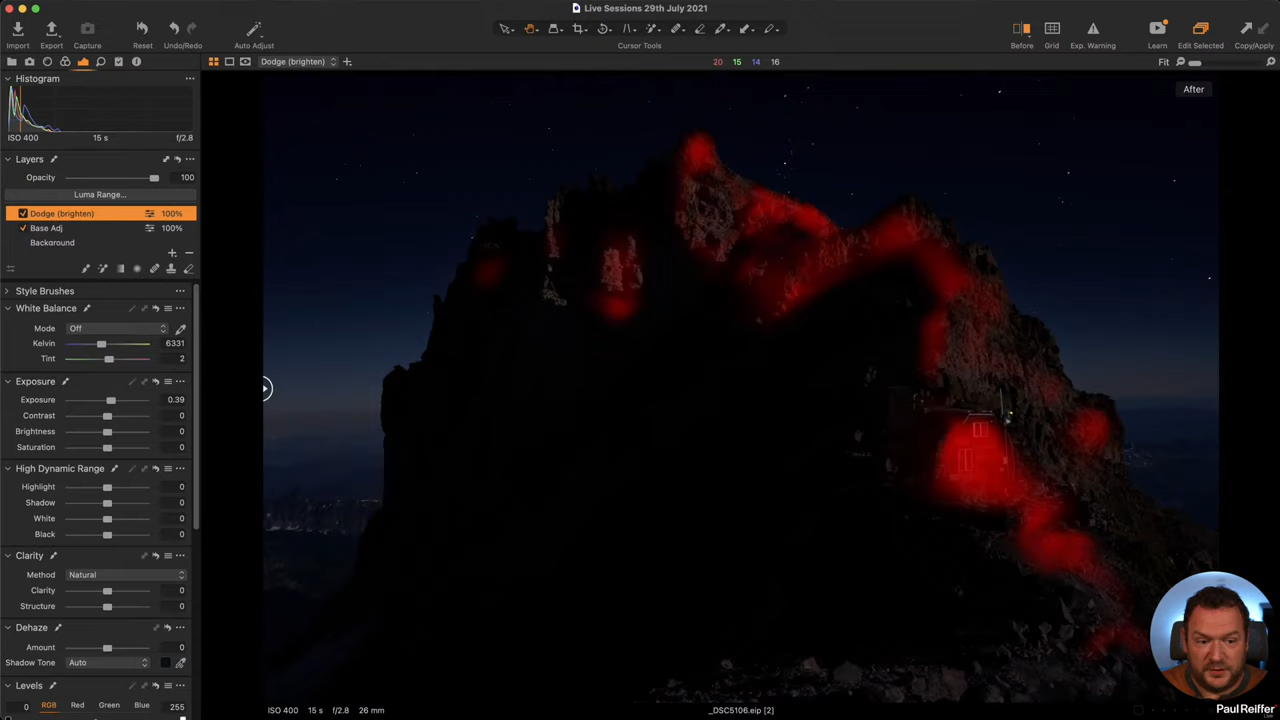 Live Sessions 29th July 2021
Import
Export
Capture
Reset
Undo/Redo
Auto Adjust
Cursor Tools
Before
Grid
Exp. Warning
Learn
Edit Selected
Copy/Apply
Dodge (brighten)
20 15 14 16
Fit
Histogram
After
ISO 400 15 s f/2.8
Layers
Opacity 100
Luma Range...
Dodge (brighten) 100%
Base Adj 100%
Background
Style Brushes
White Balance
Mode Off
Kelvin 6331
Tint 2
Exposure
Exposure 0.39
Contrast 0
Brightness 0
Saturation 0
High Dynamic Range
Highlight 0
Shadow 0
White 0
Black 0
Clarity
Method Natural
Clarity 0
Structure 0
Dehaze
Amount 0
Shadow Tone Auto
Levels
0 RGB Red Green Blue 255
ISO 400 15 s f/2.8 26 mm
_DSC5106.eip [2]
Paul Reiffer
Live